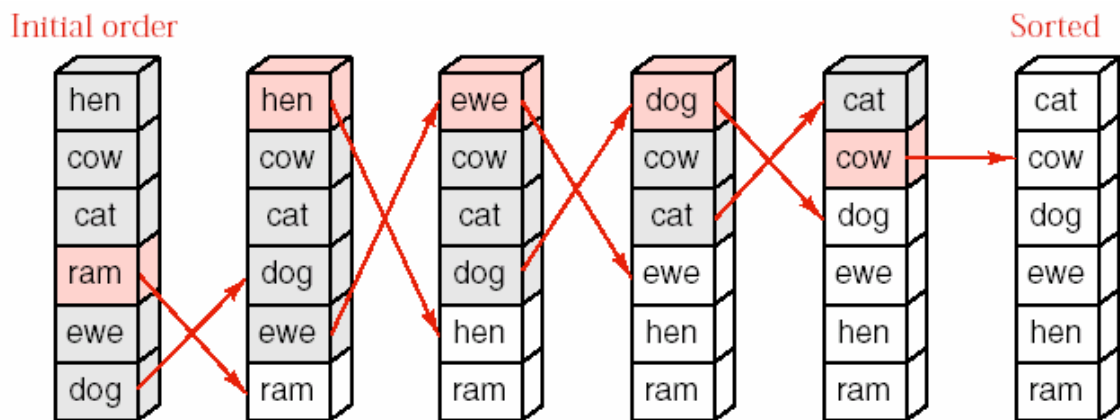 Initial order Sorted
hen hen ewe dog cat cat
cow cow cow cow cow cow
cat cat cat cat dog dog
ram dog dog ewe ewe ewe
ewe ewe hen hen hen hen
dog ram ram ram ram ram